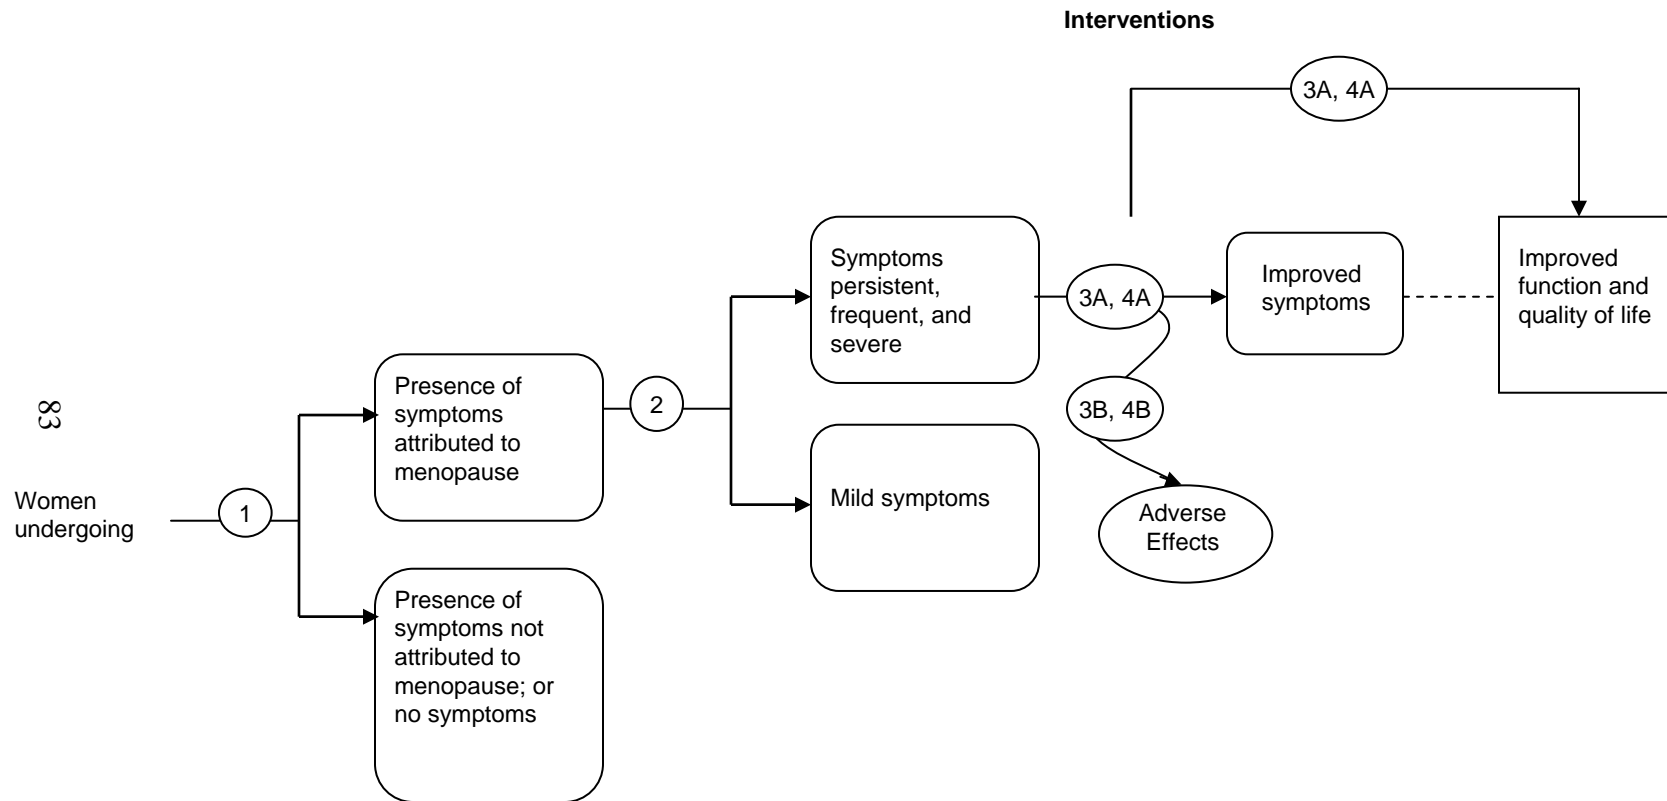 Interventions
3A, 4A
Symptoms
persistent,
frequent, and
severe
3A, 4A
Improved
symptoms
Improved
function and
quality of life
Presence of
symptoms
attributed to
menopause
2
3B, 4B
83
Mild symptoms
Women
undergoing
1
Adverse
Effects
Presence of
symptoms not
attributed to
menopause; or
no symptoms